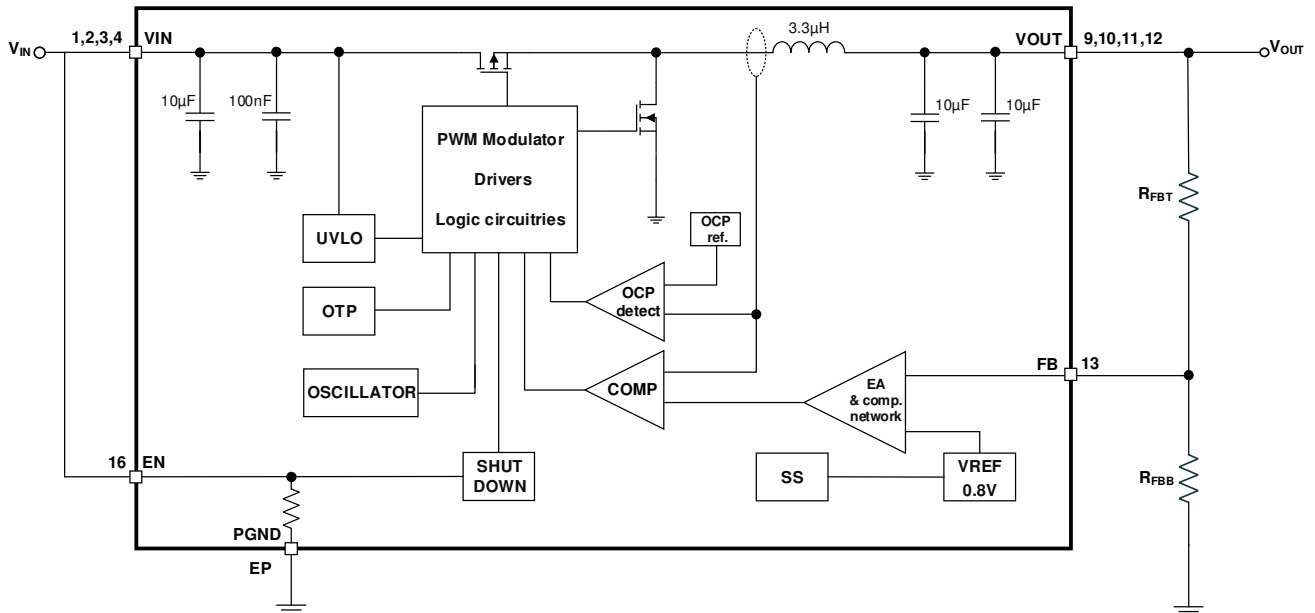 VIN
1,2,3,4
VIN
10µF
100nF
3.3µH
VOUT
9,10,11,12
VOUT
10µF
10µF
PWM Modulator
Drivers
Logic circuitries
UVLO
OCP
ref.
RFBT
OTP
OCP
detect
OSCILLATOR
COMP
EA
& comp.
network
FB
13
16
EN
SHUT
DOWN
SS
VREF
0.8V
RFBB
PGND
EP